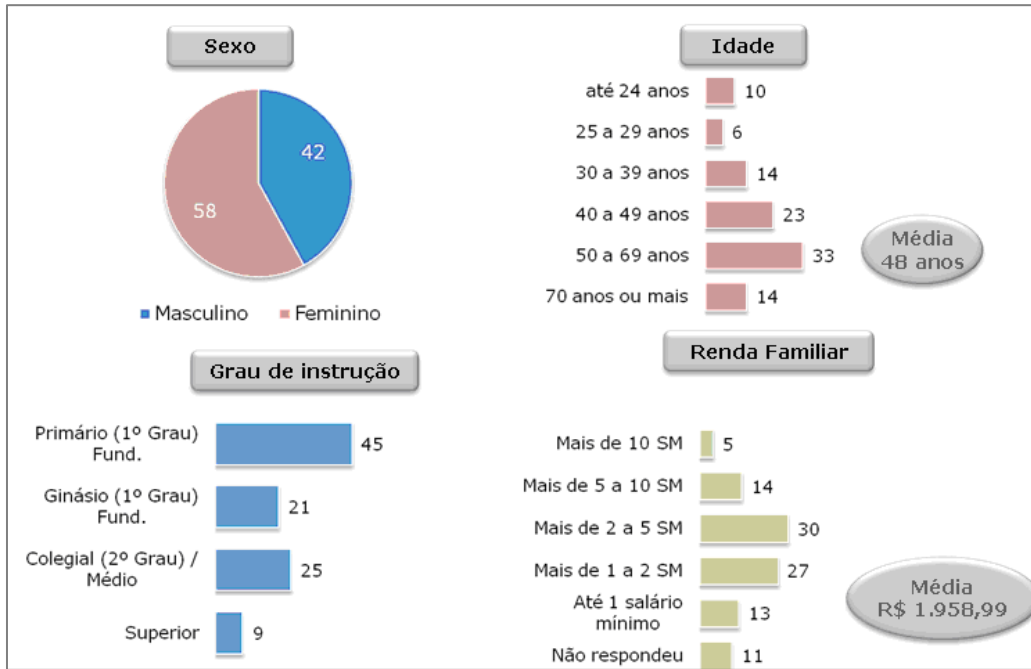 Sexo
42
58
Masculino
Feminino
Idade
até 24 anos
10
25 a 29 anos
6
30 a 39 anos
14
40 a 49 anos
23
50 a 69 anos
33
70 anos ou mais
14
Média
48 anos
Grau de instrução
Primário (1º Grau)
Fund.
45
Ginásio (1º Grau)
Fund.
21
Colegial (2º Grau) /
Médio
25
Superior
9
Renda Familiar
Mais de 10 SM
5
Mais de 5 a 10 SM
14
Mais de 2 a 5 SM
30
Mais de 1 a 2 SM
27
Até 1 salário
mínimo
13
Não respondeu
11
Média
R$ 1.958,99